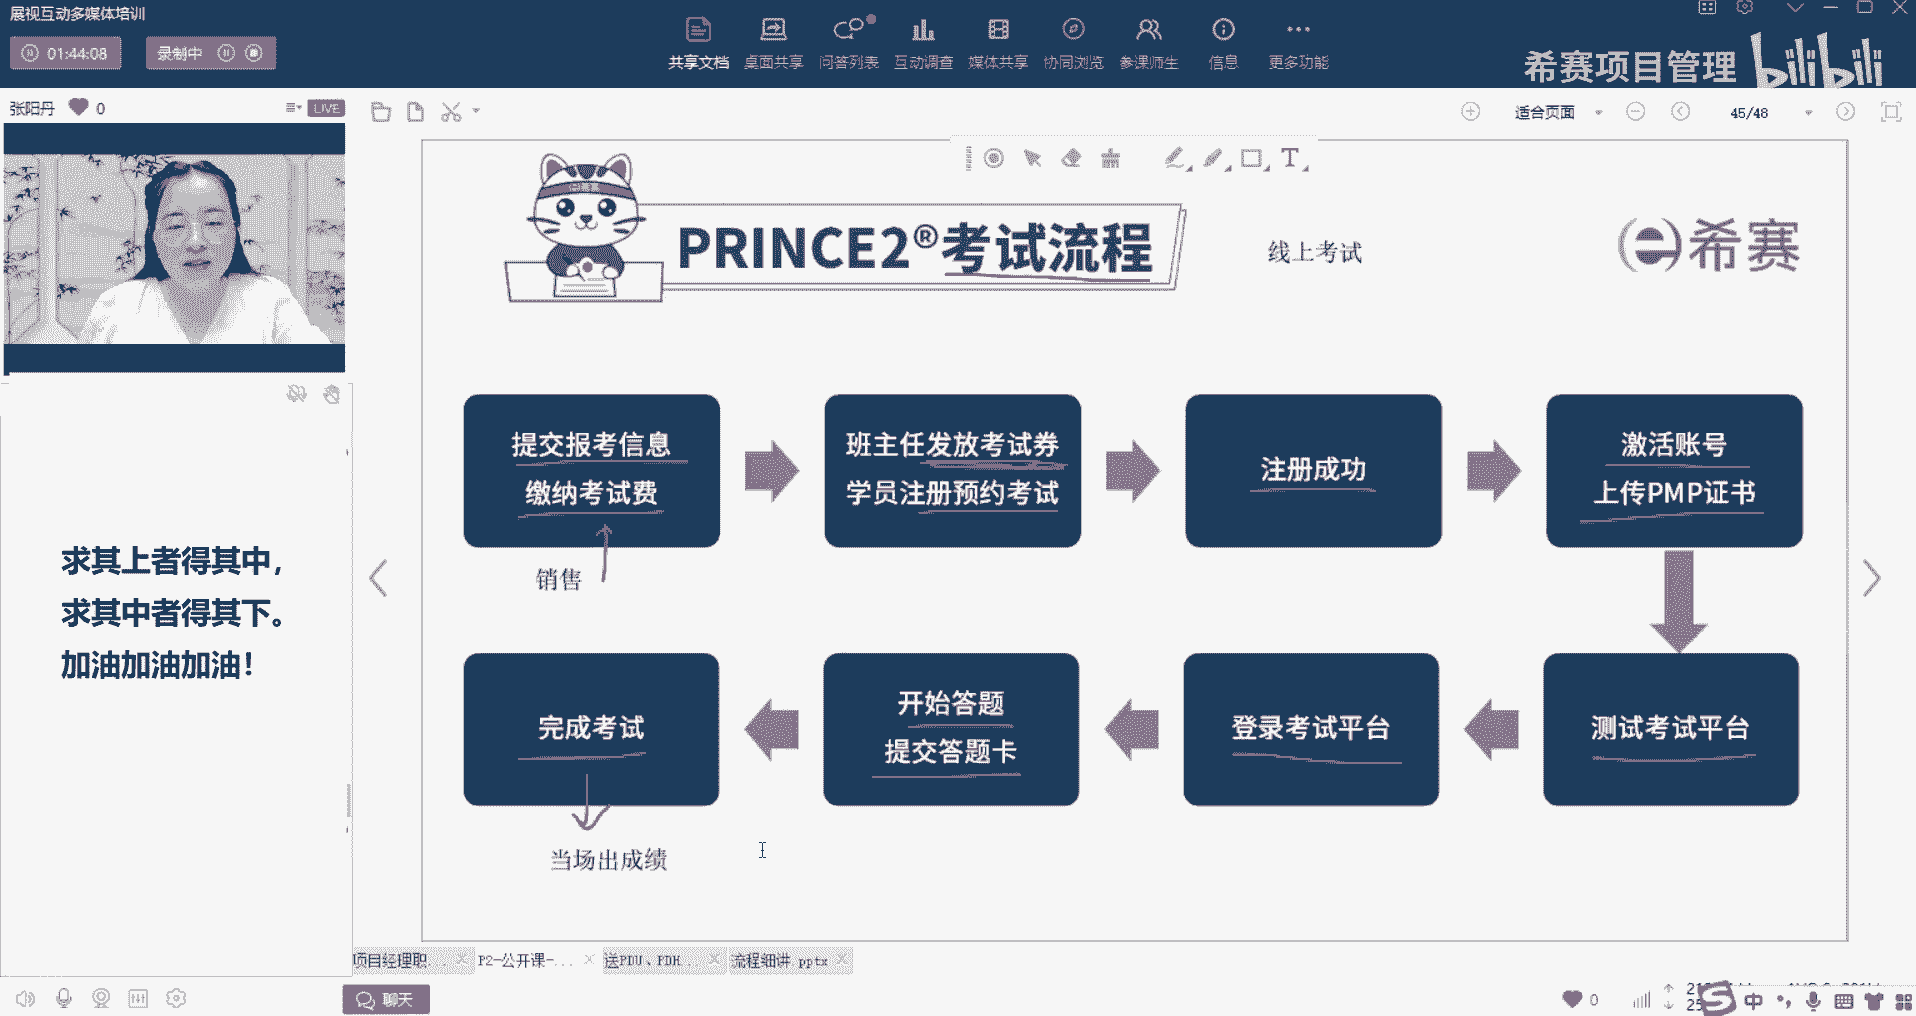 展视互动多媒体培训
01:44:08
录制中
共享文档 桌面共享 问答列表 互动调查 媒体共享 协同浏览 参课师生 信息 更多功能
希赛项目管理 bilibili
张阳丹 0 LIVE
适合页面 45/48
T
PRINCE2®考试流程
线上考试
希赛
提交报考信息
缴纳考试费
班主任发放考试券
学员注册预约考试
注册成功
激活账号
上传PMP证书
销售
求其上者得其中，
求其中者得其下。
加油加油加油！
完成考试
开始答题
提交答题卡
登录考试平台
测试考试平台
当场出成绩
项目经理职... P2-公开课-... 送PDU、PDH... 流程细讲.pptx
聊天
0
中